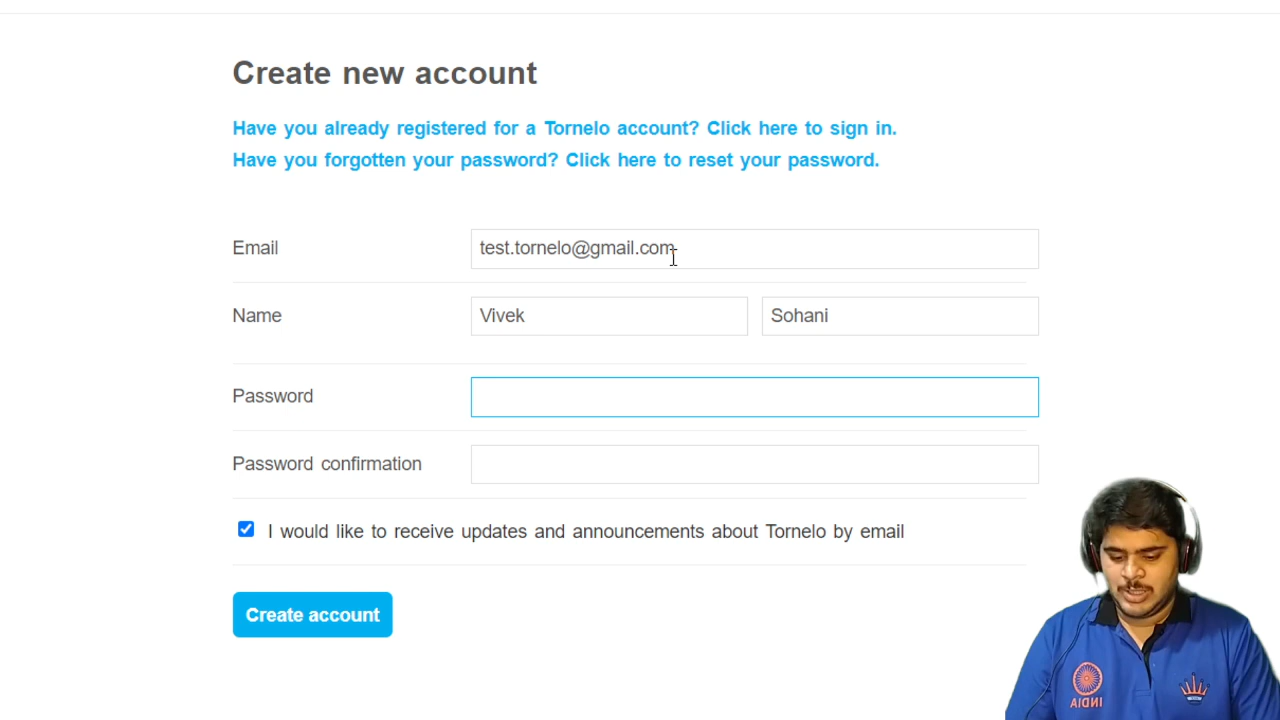 Create new account
Have you already registered for a Tornelo account? Click here to sign in.
Have you forgotten your password? Click here to reset your password.
Email test.tornelo@gmail.com
Name Vivek Sohani
Password
Password confirmation
I would like to receive updates and announcements about Tornelo by email
Create account
INDIA